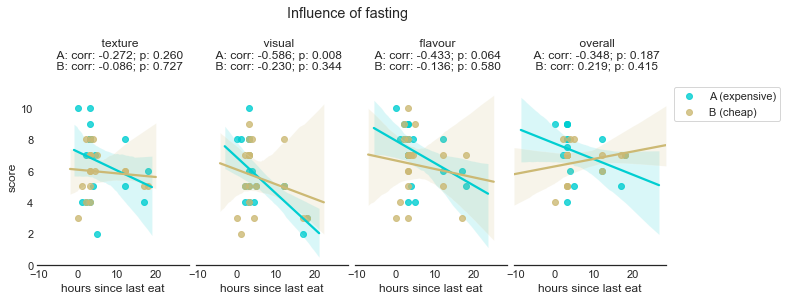 Influence of fasting
texture
A: corr: -0.272; p: 0.260
B: corr: -0.086; p: 0.727
visual
A: corr: -0.586; p: 0.008
B: corr: -0.230; p: 0.344
flavour
A: corr: -0.433; p: 0.064
B: corr: -0.136; p: 0.580
overall
A: corr: -0.348; p: 0.187
B: corr: 0.219; p: 0.415
A (expensive)
B (cheap)
score
10
8
6
4
2
0
−10 0 10 20
−10 0 10 20
−10 0 10 20
−10 0 10 20
hours since last eat
hours since last eat
hours since last eat
hours since last eat